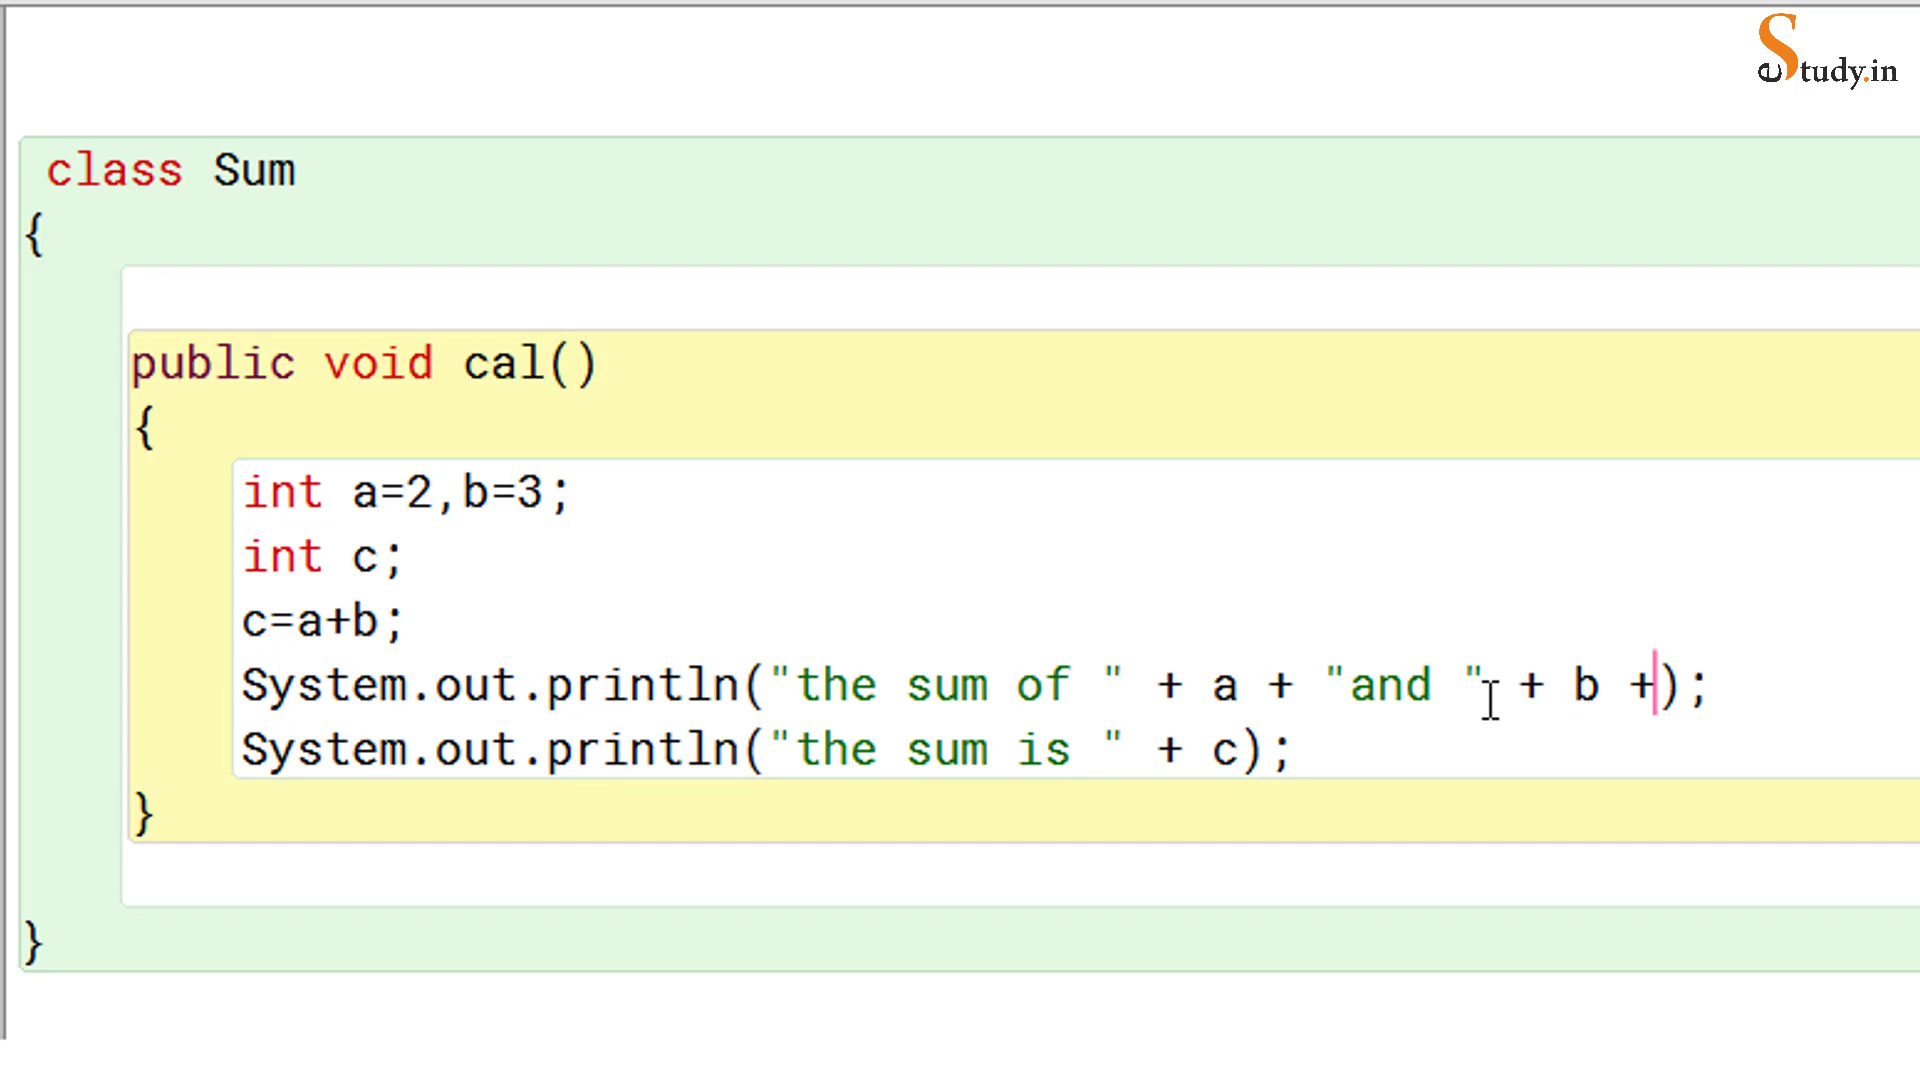 eStudy.in
class Sum
{
public void cal()
{
int a=2,b=3;
int c;
c=a+b;
System.out.println("the sum of " + a + "and " + b +);
System.out.println("the sum is " + c);
}
}